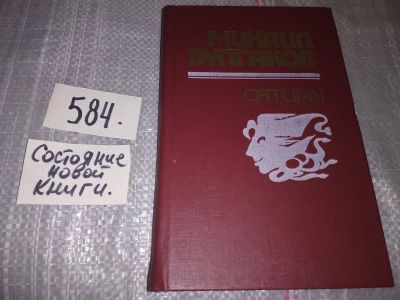 МИХАИЛ
БУЛГАКОВ
САТИРЫ
584.
Состояние
новой
книги.